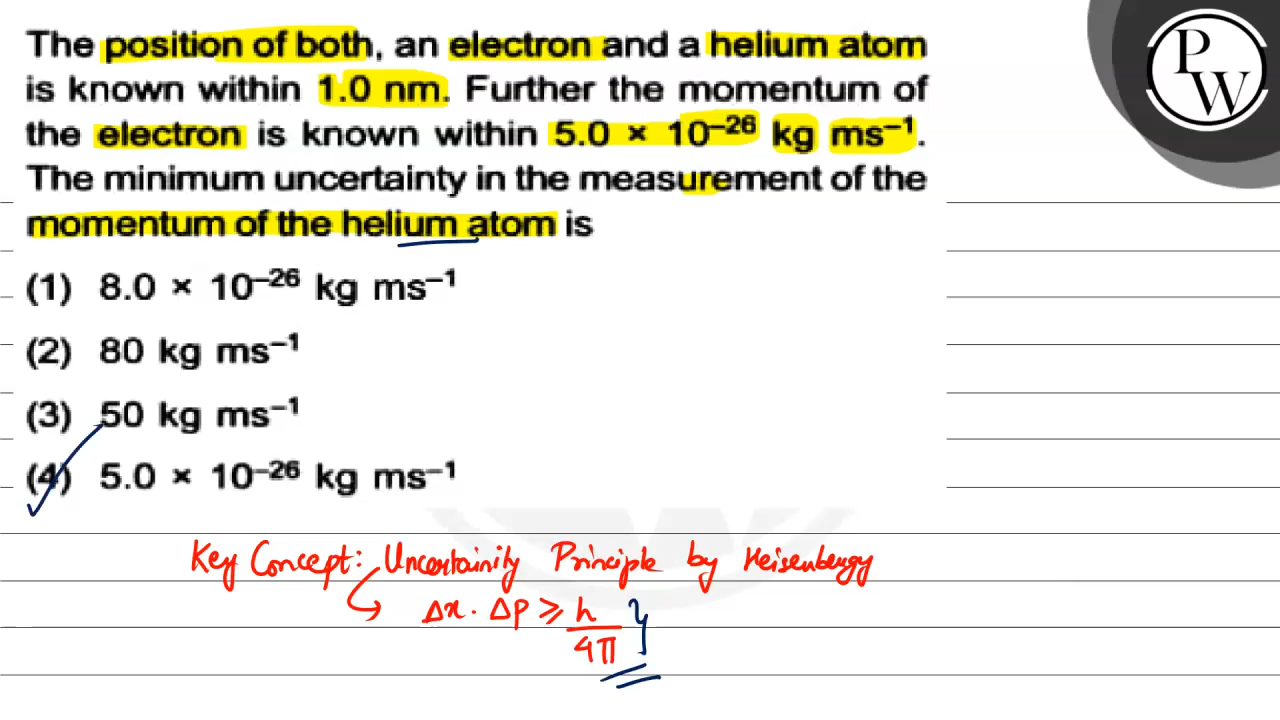 The position of both, an electron and a helium atom
is known within 1.0 nm. Further the momentum of
the electron is known within 5.0 × 10⁻²⁶ kg ms⁻¹.
The minimum uncertainty in the measurement of the
momentum of the helium atom is
(1) 8.0 × 10⁻²⁶ kg ms⁻¹
(2) 80 kg ms⁻¹
(3) 50 kg ms⁻¹
(4) 5.0 × 10⁻²⁶ kg ms⁻¹
Key Concept: Uncertainity Principle by Heisenbergy
Δx · Δp ≥ h/4π
PW